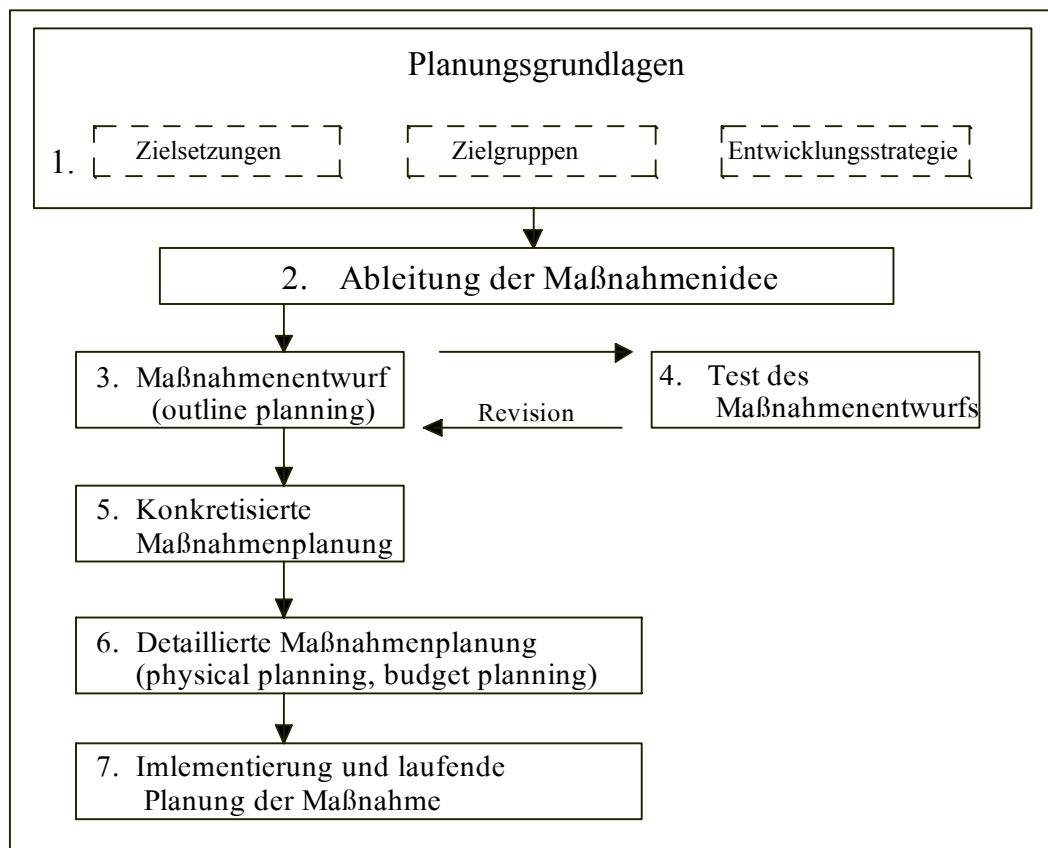 Planungsgrundlagen
1. Zielsetzungen Zielgruppen Entwicklungsstrategie
2. Ableitung der Maßnahmenidee
3. Maßnahmenentwurf
(outline planning)
4. Test des
Maßnahmenentwurfs
Revision
5. Konkretisierte
Maßnahmenplanung
6. Detaillierte Maßnahmenplanung
(physical planning, budget planning)
7. Imlementierung und laufende
Planung der Maßnahme